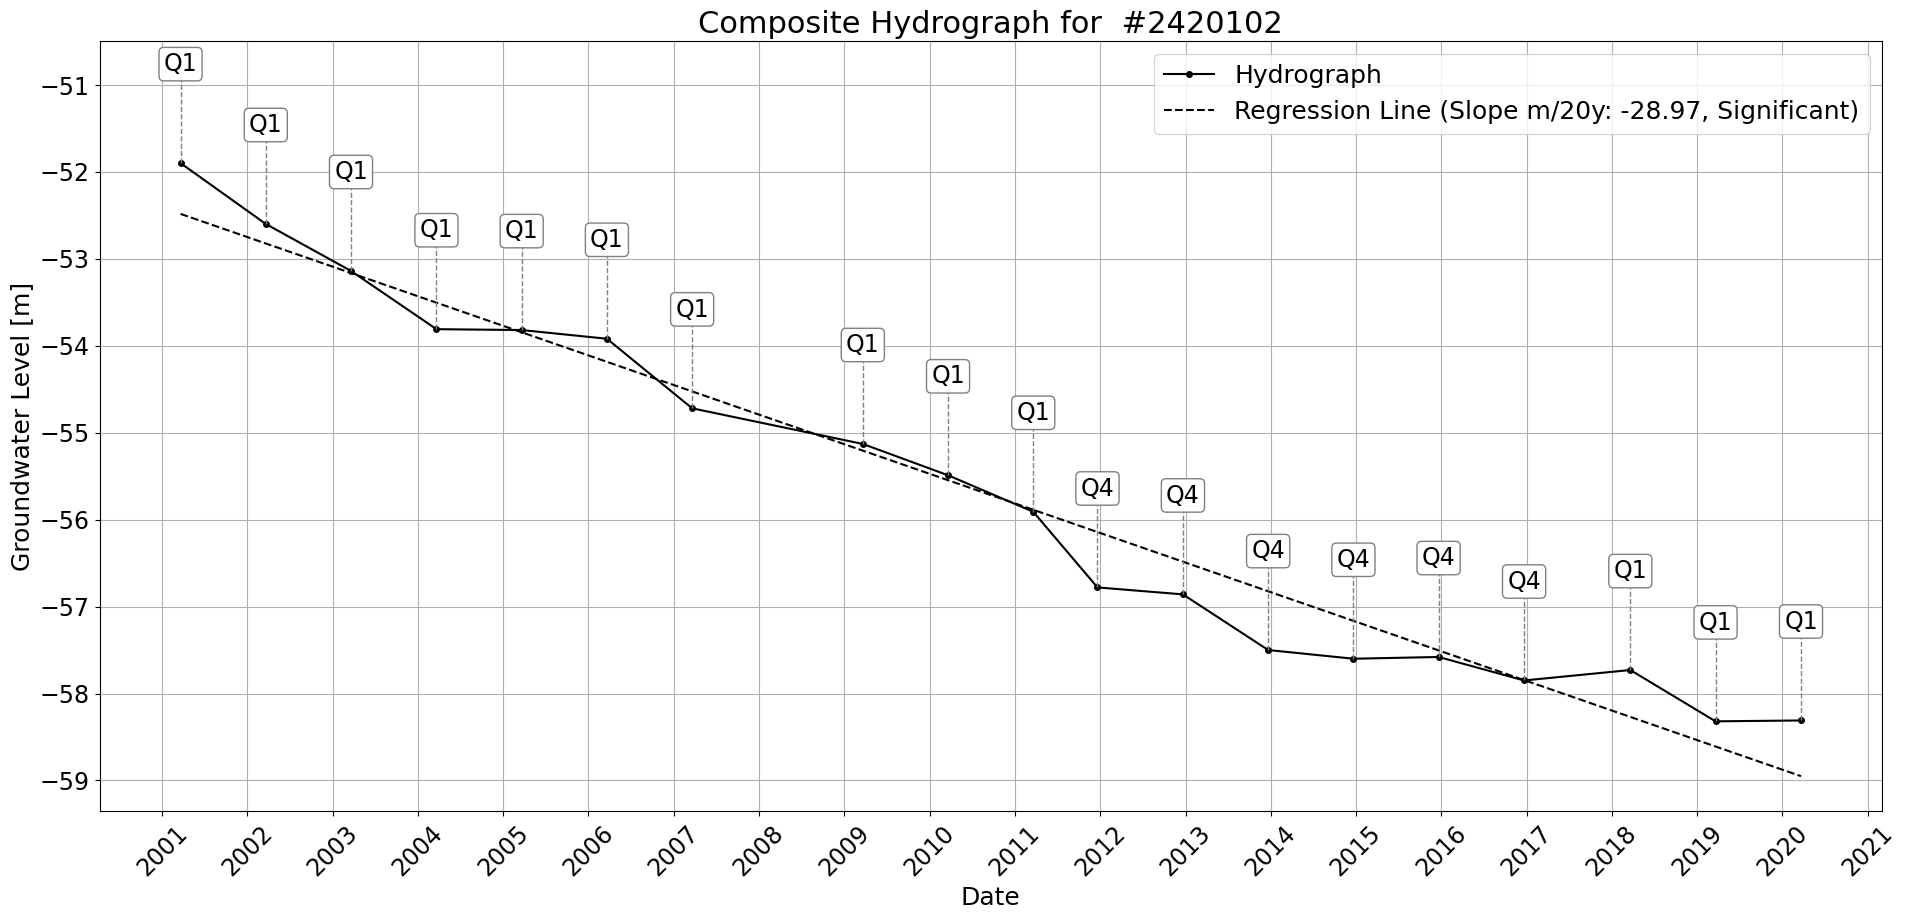 Composite Hydrograph for  #2420102
Hydrograph
Regression Line (Slope m/20y: -28.97, Significant)
Groundwater Level [m]
−51
−52
−53
−54
−55
−56
−57
−58
−59
Q1
Q1
Q1
Q1
Q1
Q1
Q1
Q1
Q1
Q1
Q4
Q4
Q4
Q4
Q4
Q4
Q1
Q1
Q1
2001
2002
2003
2004
2005
2006
2007
2008
2009
2010
2011
2012
2013
2014
2015
2016
2017
2018
2019
2020
2021
Date